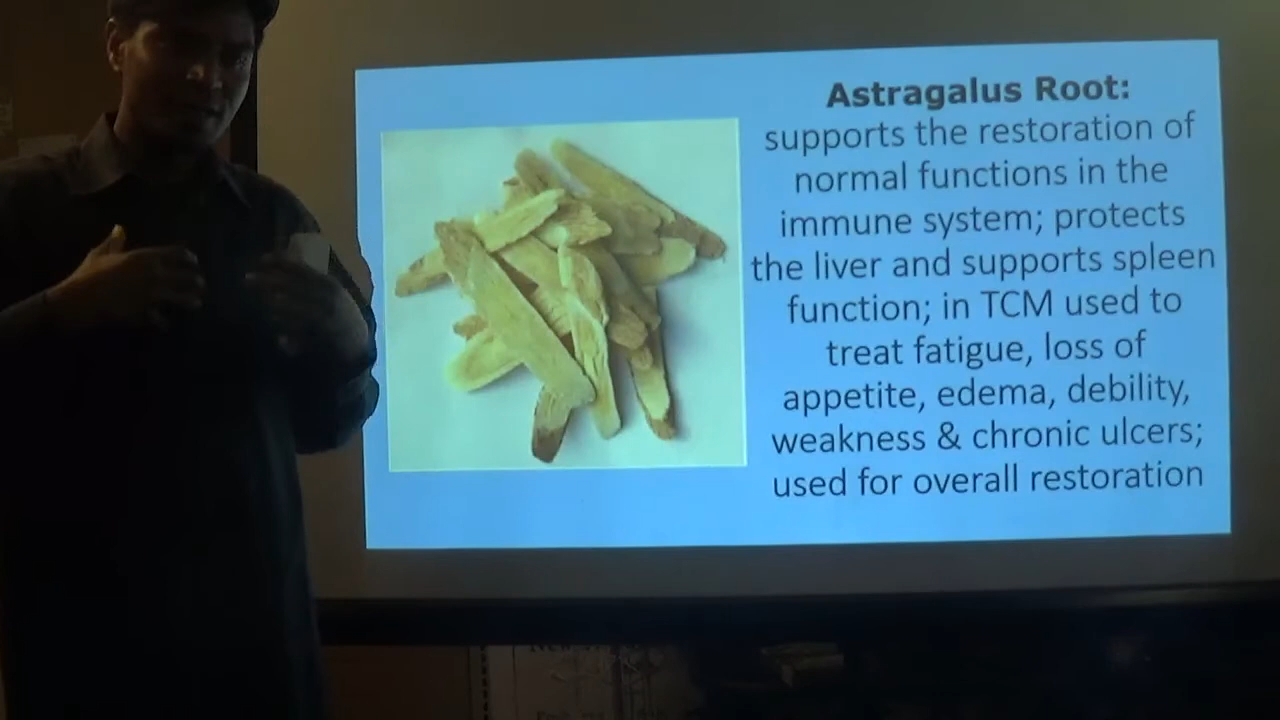 Astragalus Root:
supports the restoration of
normal functions in the
immune system; protects
the liver and supports spleen
function; in TCM used to
treat fatigue, loss of
appetite, edema, debility,
weakness & chronic ulcers;
used for overall restoration